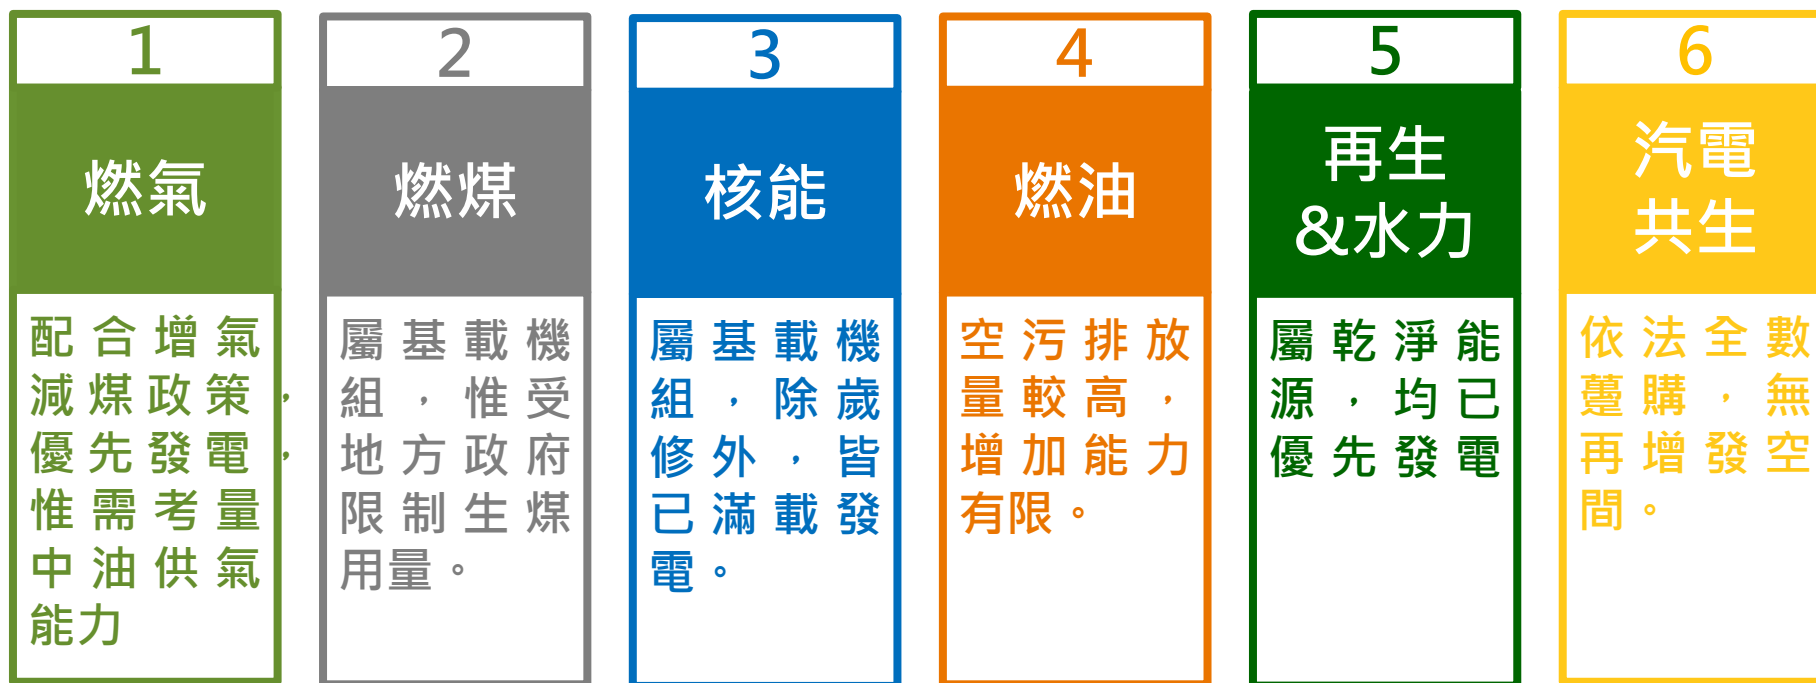 1
燃氣
配合增氣
減煤政策，
優先發電，
惟需考量
中油供氣
能力
2
燃煤
屬基載機
組，惟受
地方政府
限制生煤
用量。
3
核能
屬基載機
組，除歲
修外，皆
已滿載發
電。
4
燃油
空污排放
量較高，
增加能力
有限。
5
再生
&水力
屬乾淨能
源，均已
優先發電
6
汽電
共生
依法全數
躉購，無
再增發空
間。